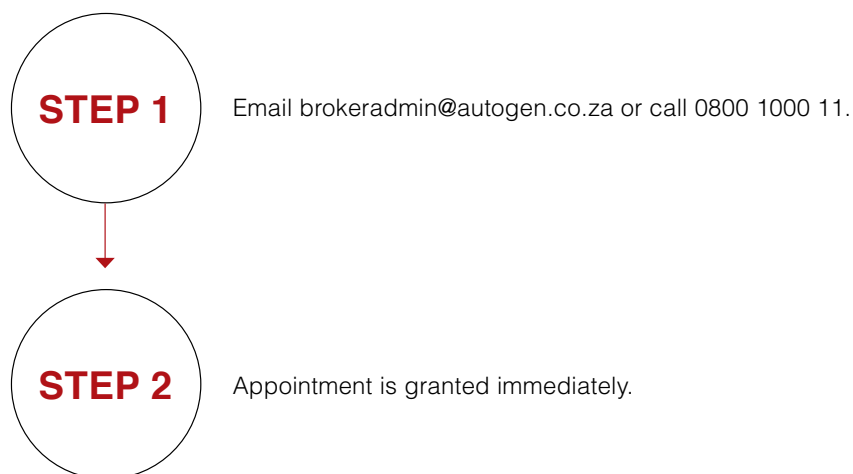 STEP 1
Email brokeradmin@autogen.co.za or call 0800 1000 11.
STEP 2
Appointment is granted immediately.